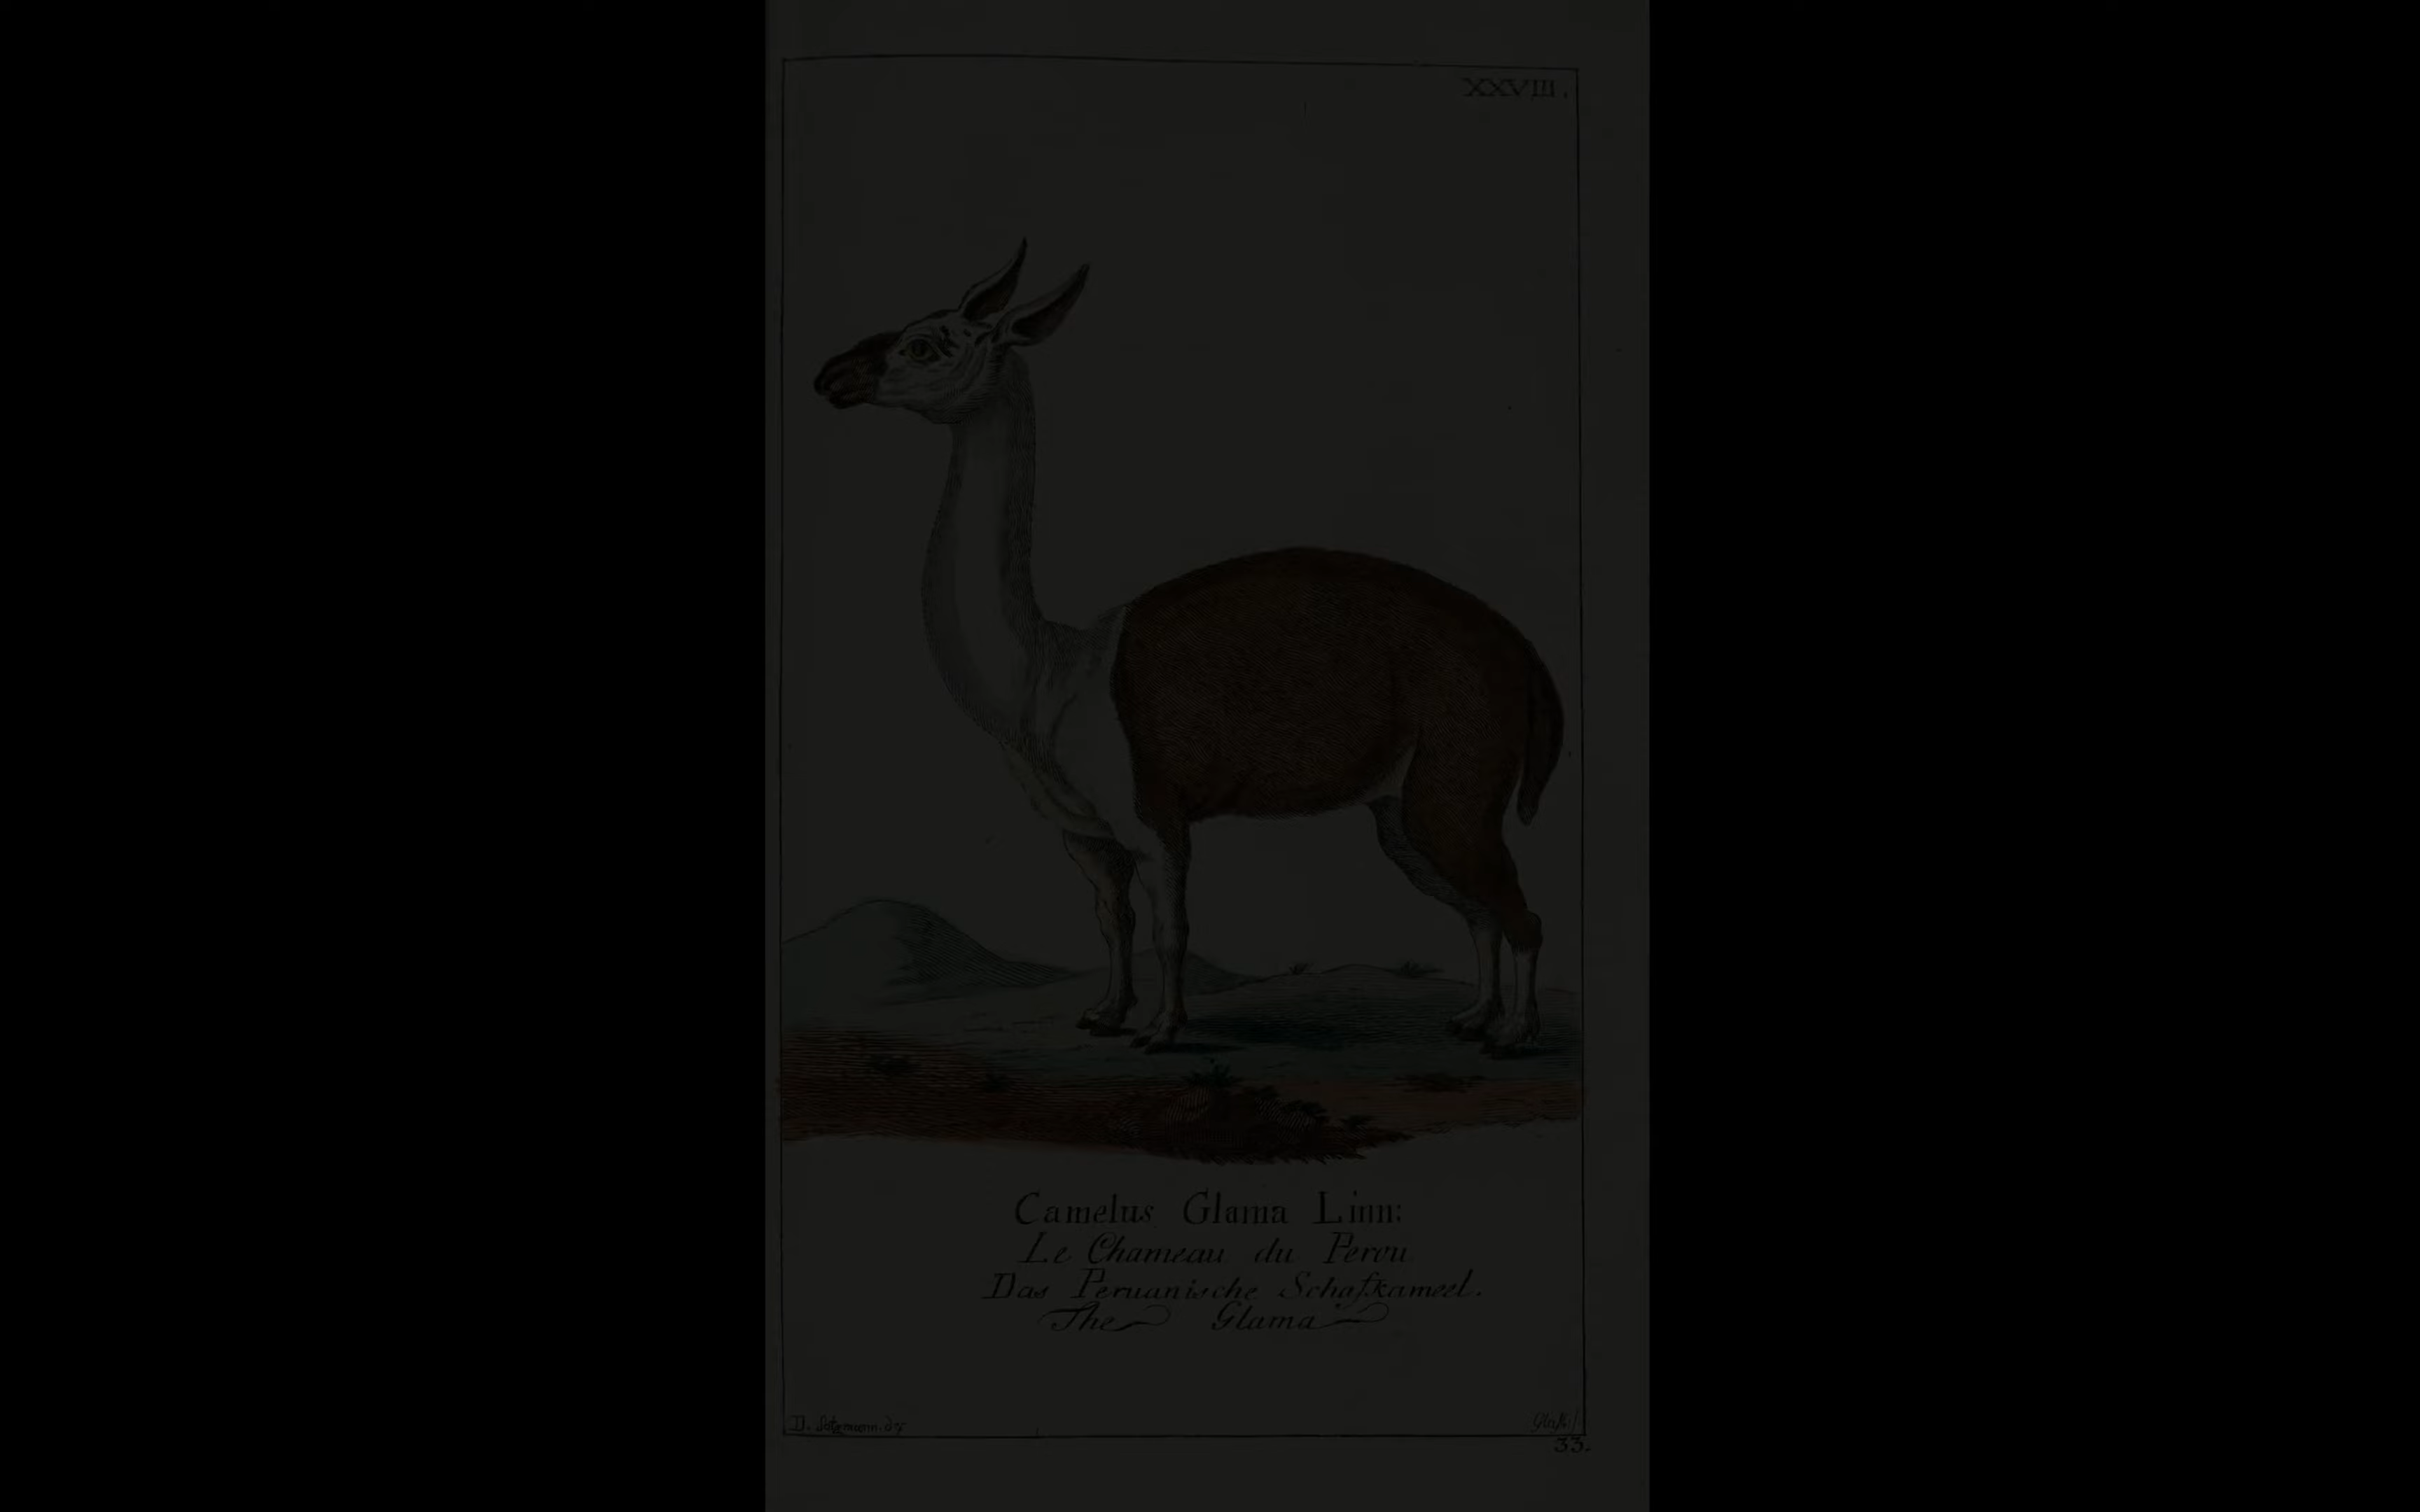 XXVIII.
Camelus Glama Linn:
Le Chameau du Perou
Das Peruanische Schafkameel.
The Glama
D.
33.